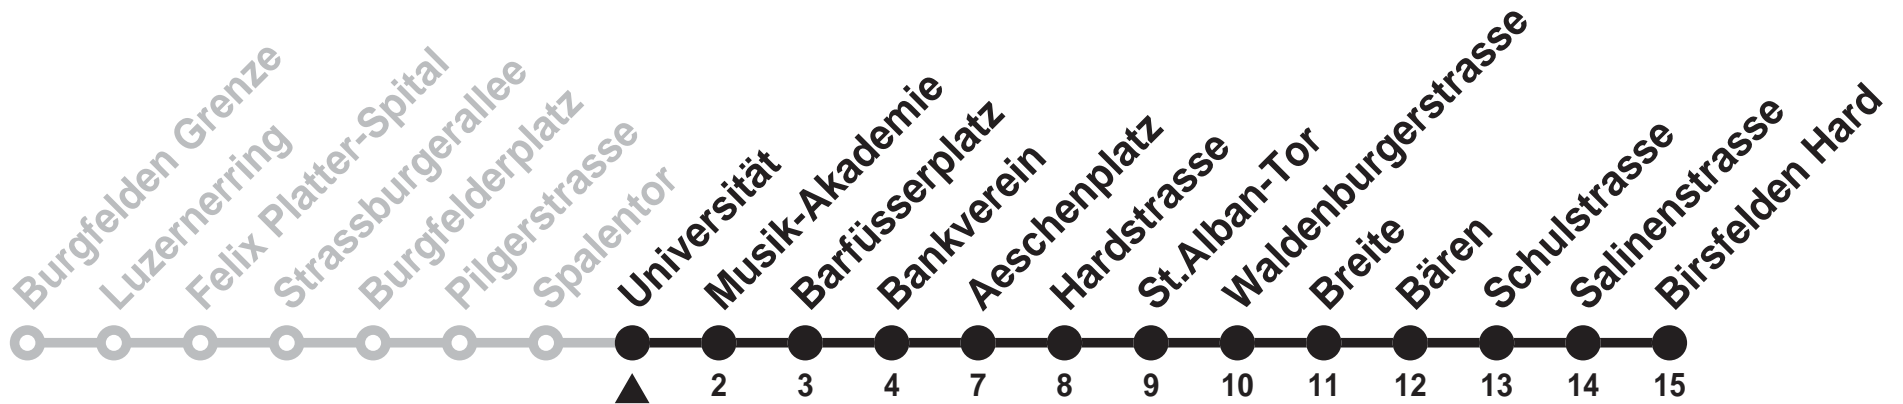 Burgfelden Grenze
Luzernerring
Felix Platter-Spital
Strassburgerallee
Burgfelderplatz
Pilgerstrasse
Spalentor
Universität
Musik-Akademie
Barfüsserplatz
Bankverein
Aeschenplatz
Hardstrasse
St.Alban-Tor
Waldenburgerstrasse
Breite
Bären
Schulstrasse
Salinenstrasse
Birsfelden Hard
2 3 4 7 8 9 10 11 12 13 14 15